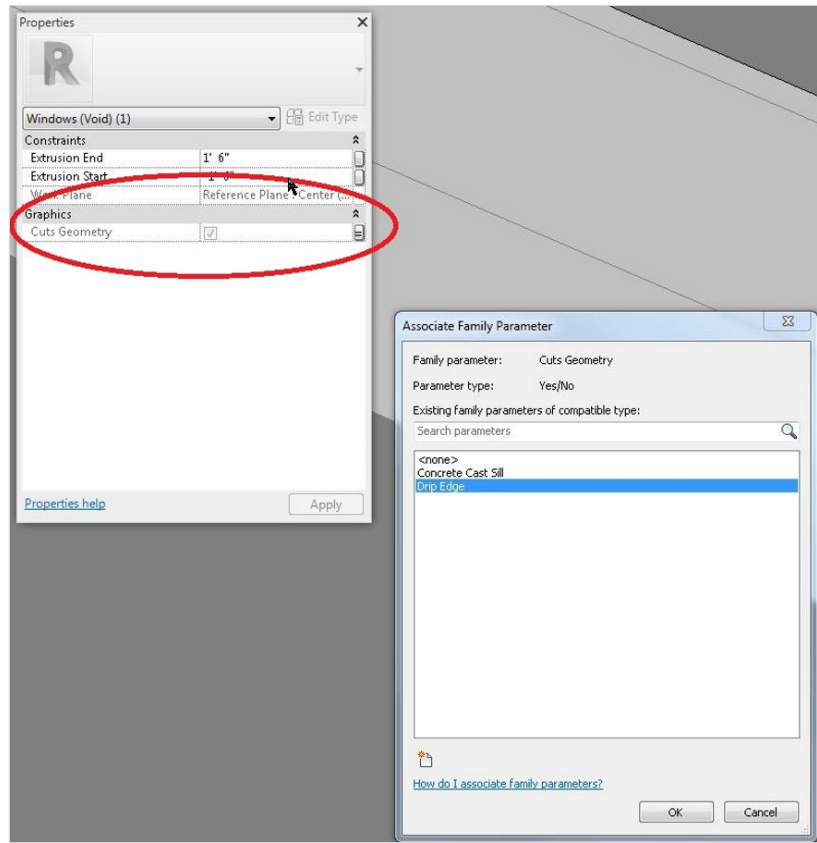 Properties
R
Windows (Void) (1) Edit Type
Constraints
Extrusion End 1' 6"
Extrusion Start
Work Plane Reference Plane : Center (...)
Graphics
Cuts Geometry
Properties help Apply
Associate Family Parameter
Family parameter: Cuts Geometry
Parameter type: Yes/No
Existing family parameters of compatible type:
Search parameters
<none>
Concrete Cast Sill
Drip Edge
How do I associate family parameters?
OK Cancel